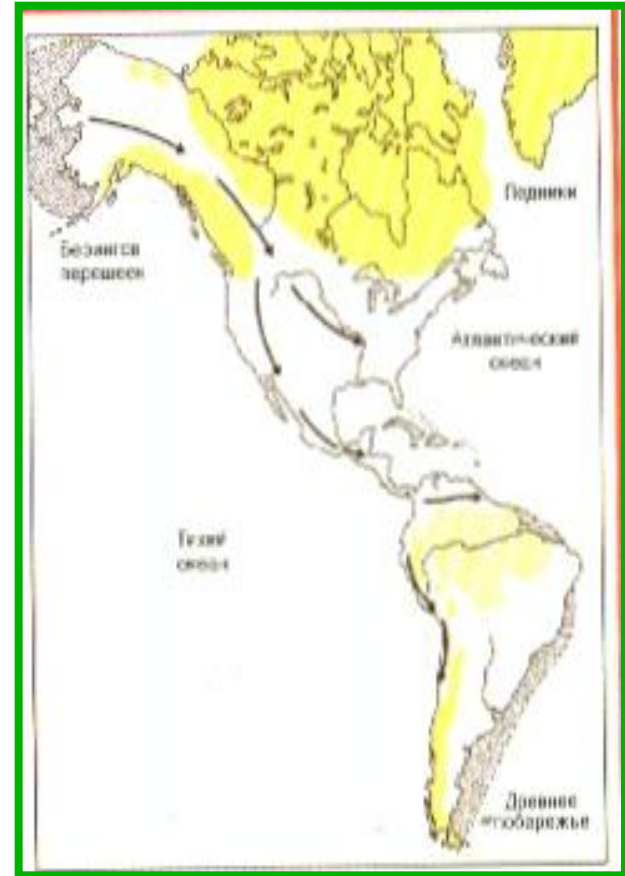 Ледники
Берингов
перешеек
Атлантический
океан
Тихий
океан
Древнее
побережье